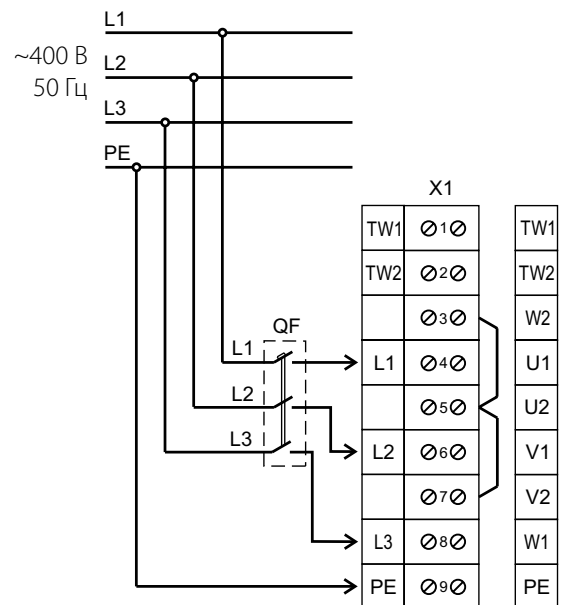 L1
~400 В
L2
50 Гц
L3
PE
X1
TW1 1 TW1
TW2 2 TW2
3 W2
QF
L1
L1 4 U1
L2
5 U2
L3
L2 6 V1
7 V2
L3 8 W1
PE 9 PE